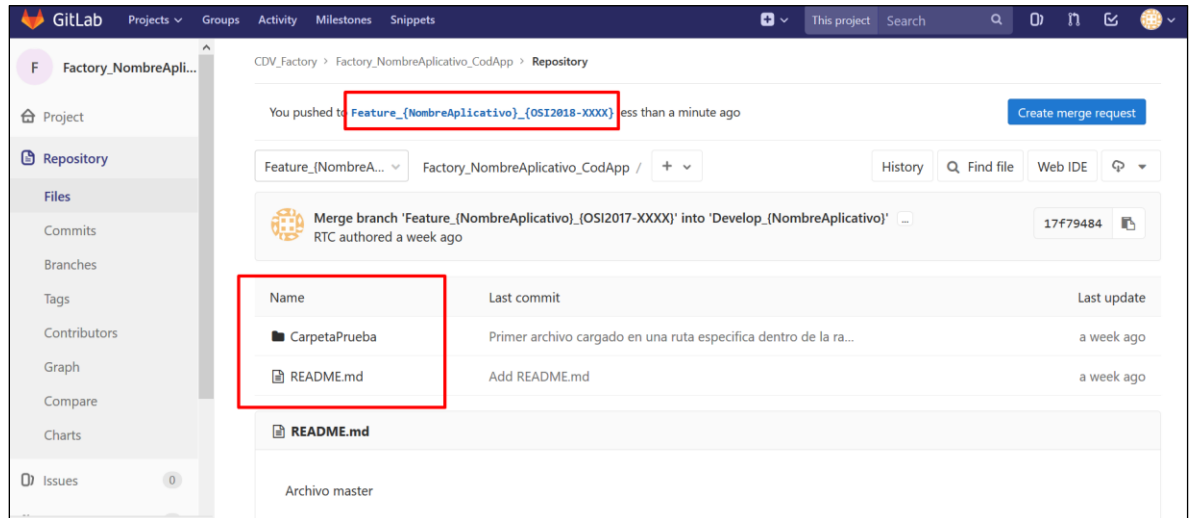 GitLab Projects Groups Activity Milestones Snippets This project Search
F Factory_NombreApli...
Project
Repository
Files
Commits
Branches
Tags
Contributors
Graph
Compare
Charts
Issues 0
CDV_Factory > Factory_NombreAplicativo_CodApp > Repository
You pushed to Feature_{NombreAplicativo}_{OSI2018-XXXX} less than a minute ago Create merge request
Feature_{NombreA... Factory_NombreAplicativo_CodApp / + History Find file Web IDE
Merge branch 'Feature_{NombreAplicativo}_{OSI2017-XXXX}' into 'Develop_{NombreAplicativo}' ... 17f79484
RTC authored a week ago
Name Last commit Last update
CarpetaPrueba Primer archivo cargado en una ruta especifica dentro de la ra... a week ago
README.md Add README.md a week ago
README.md
Archivo master